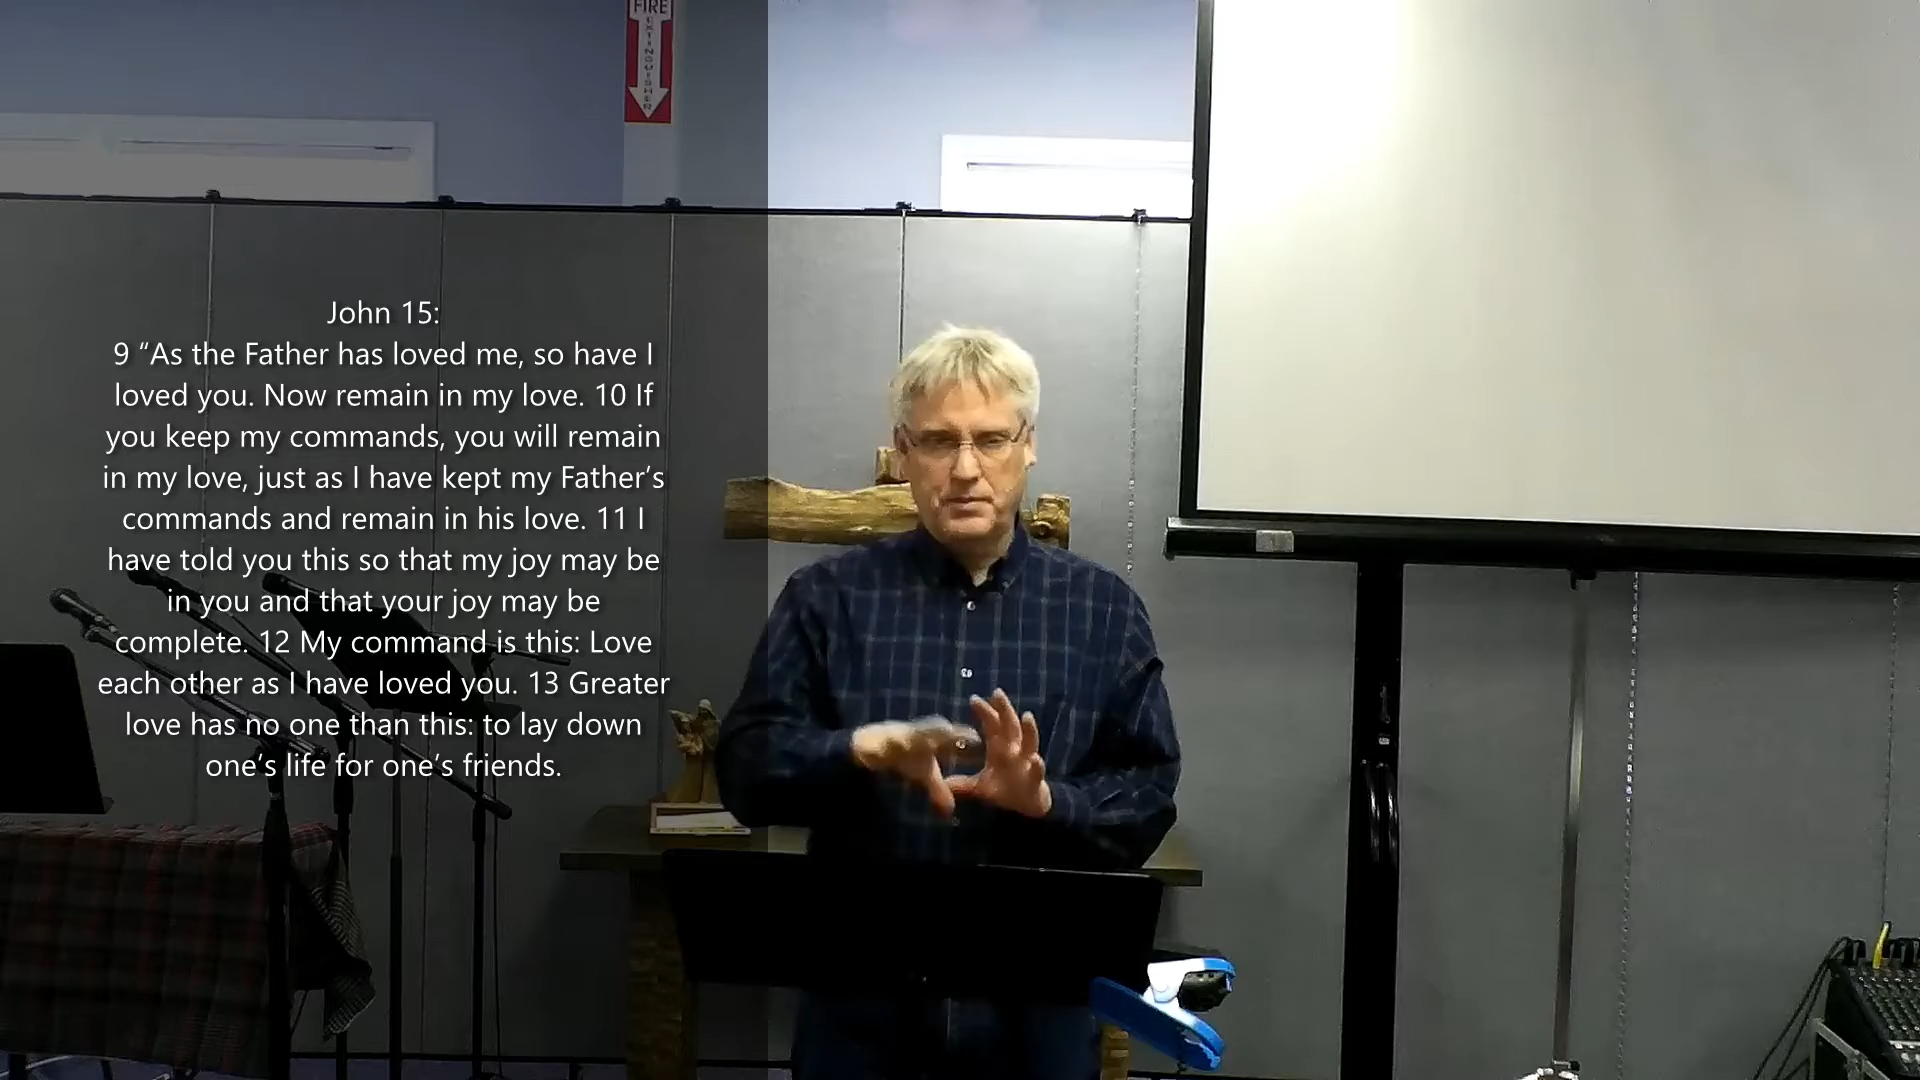 FIRE
EXTINGUISHER
John 15:
9 “As the Father has loved me, so have I
loved you. Now remain in my love. 10 If
you keep my commands, you will remain
in my love, just as I have kept my Father’s
commands and remain in his love. 11 I
have told you this so that my joy may be
in you and that your joy may be
complete. 12 My command is this: Love
each other as I have loved you. 13 Greater
love has no one than this: to lay down
one’s life for one’s friends.